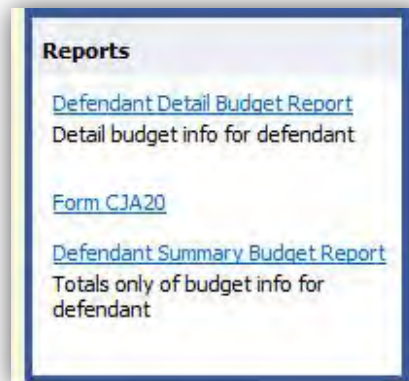 Reports
Defendant Detail Budget Report
Detail budget info for defendant
Form CJA20
Defendant Summary Budget Report
Totals only of budget info for
defendant